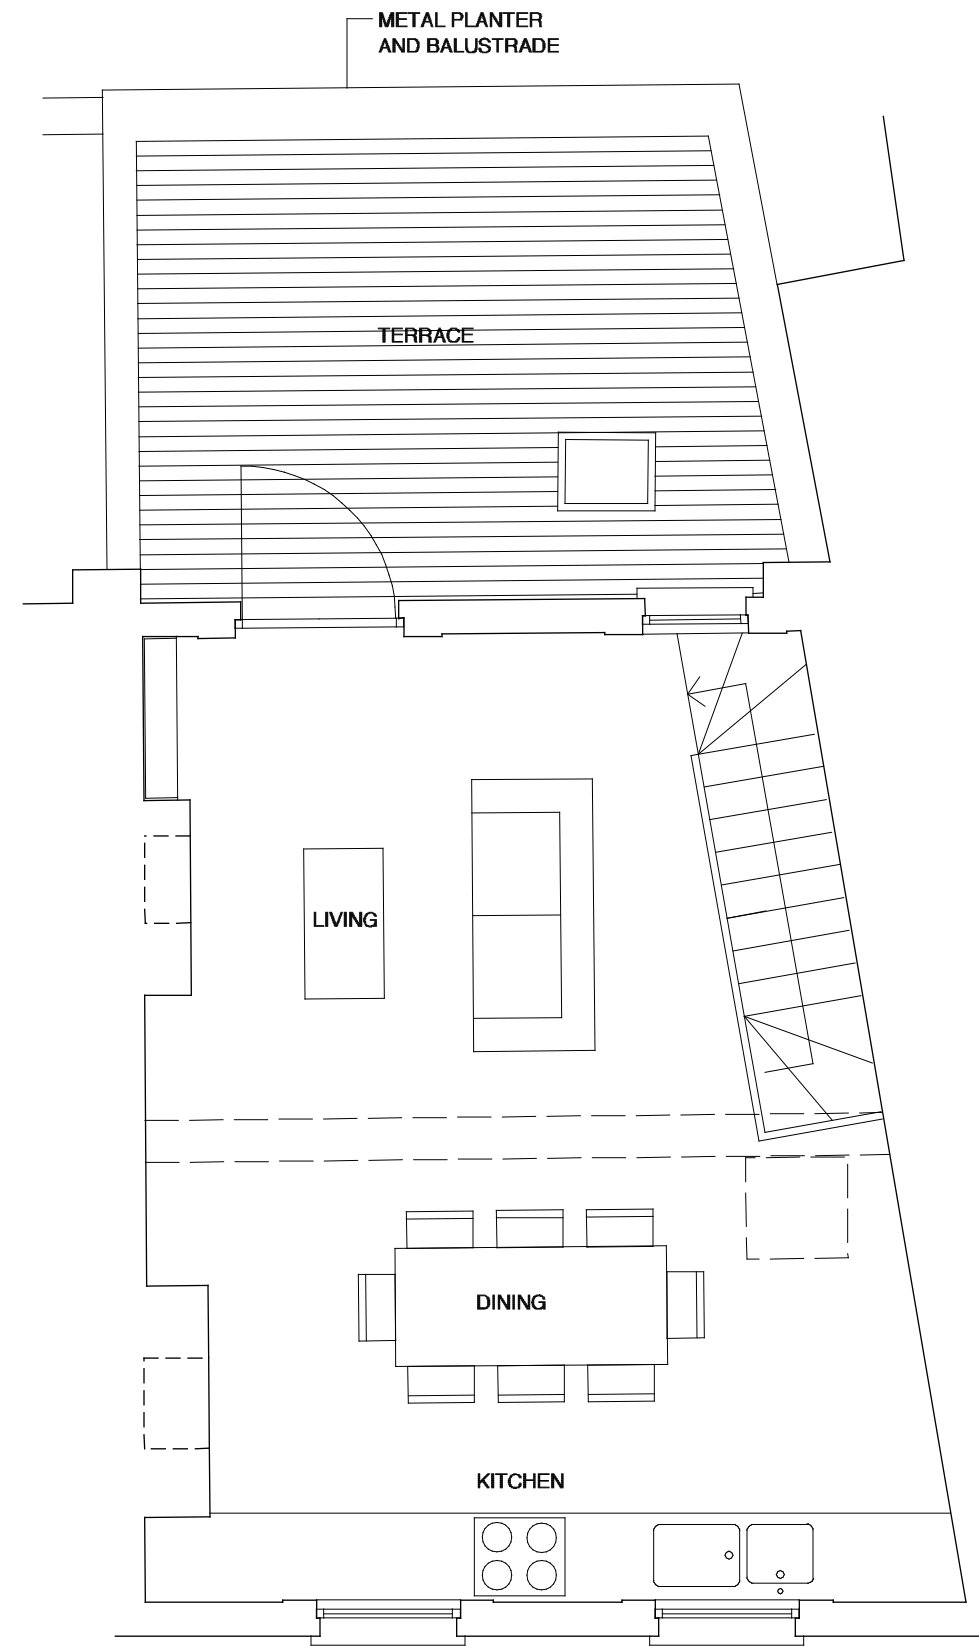 METAL PLANTER
AND BALUSTRADE
TERRACE
LIVING
DINING
KITCHEN